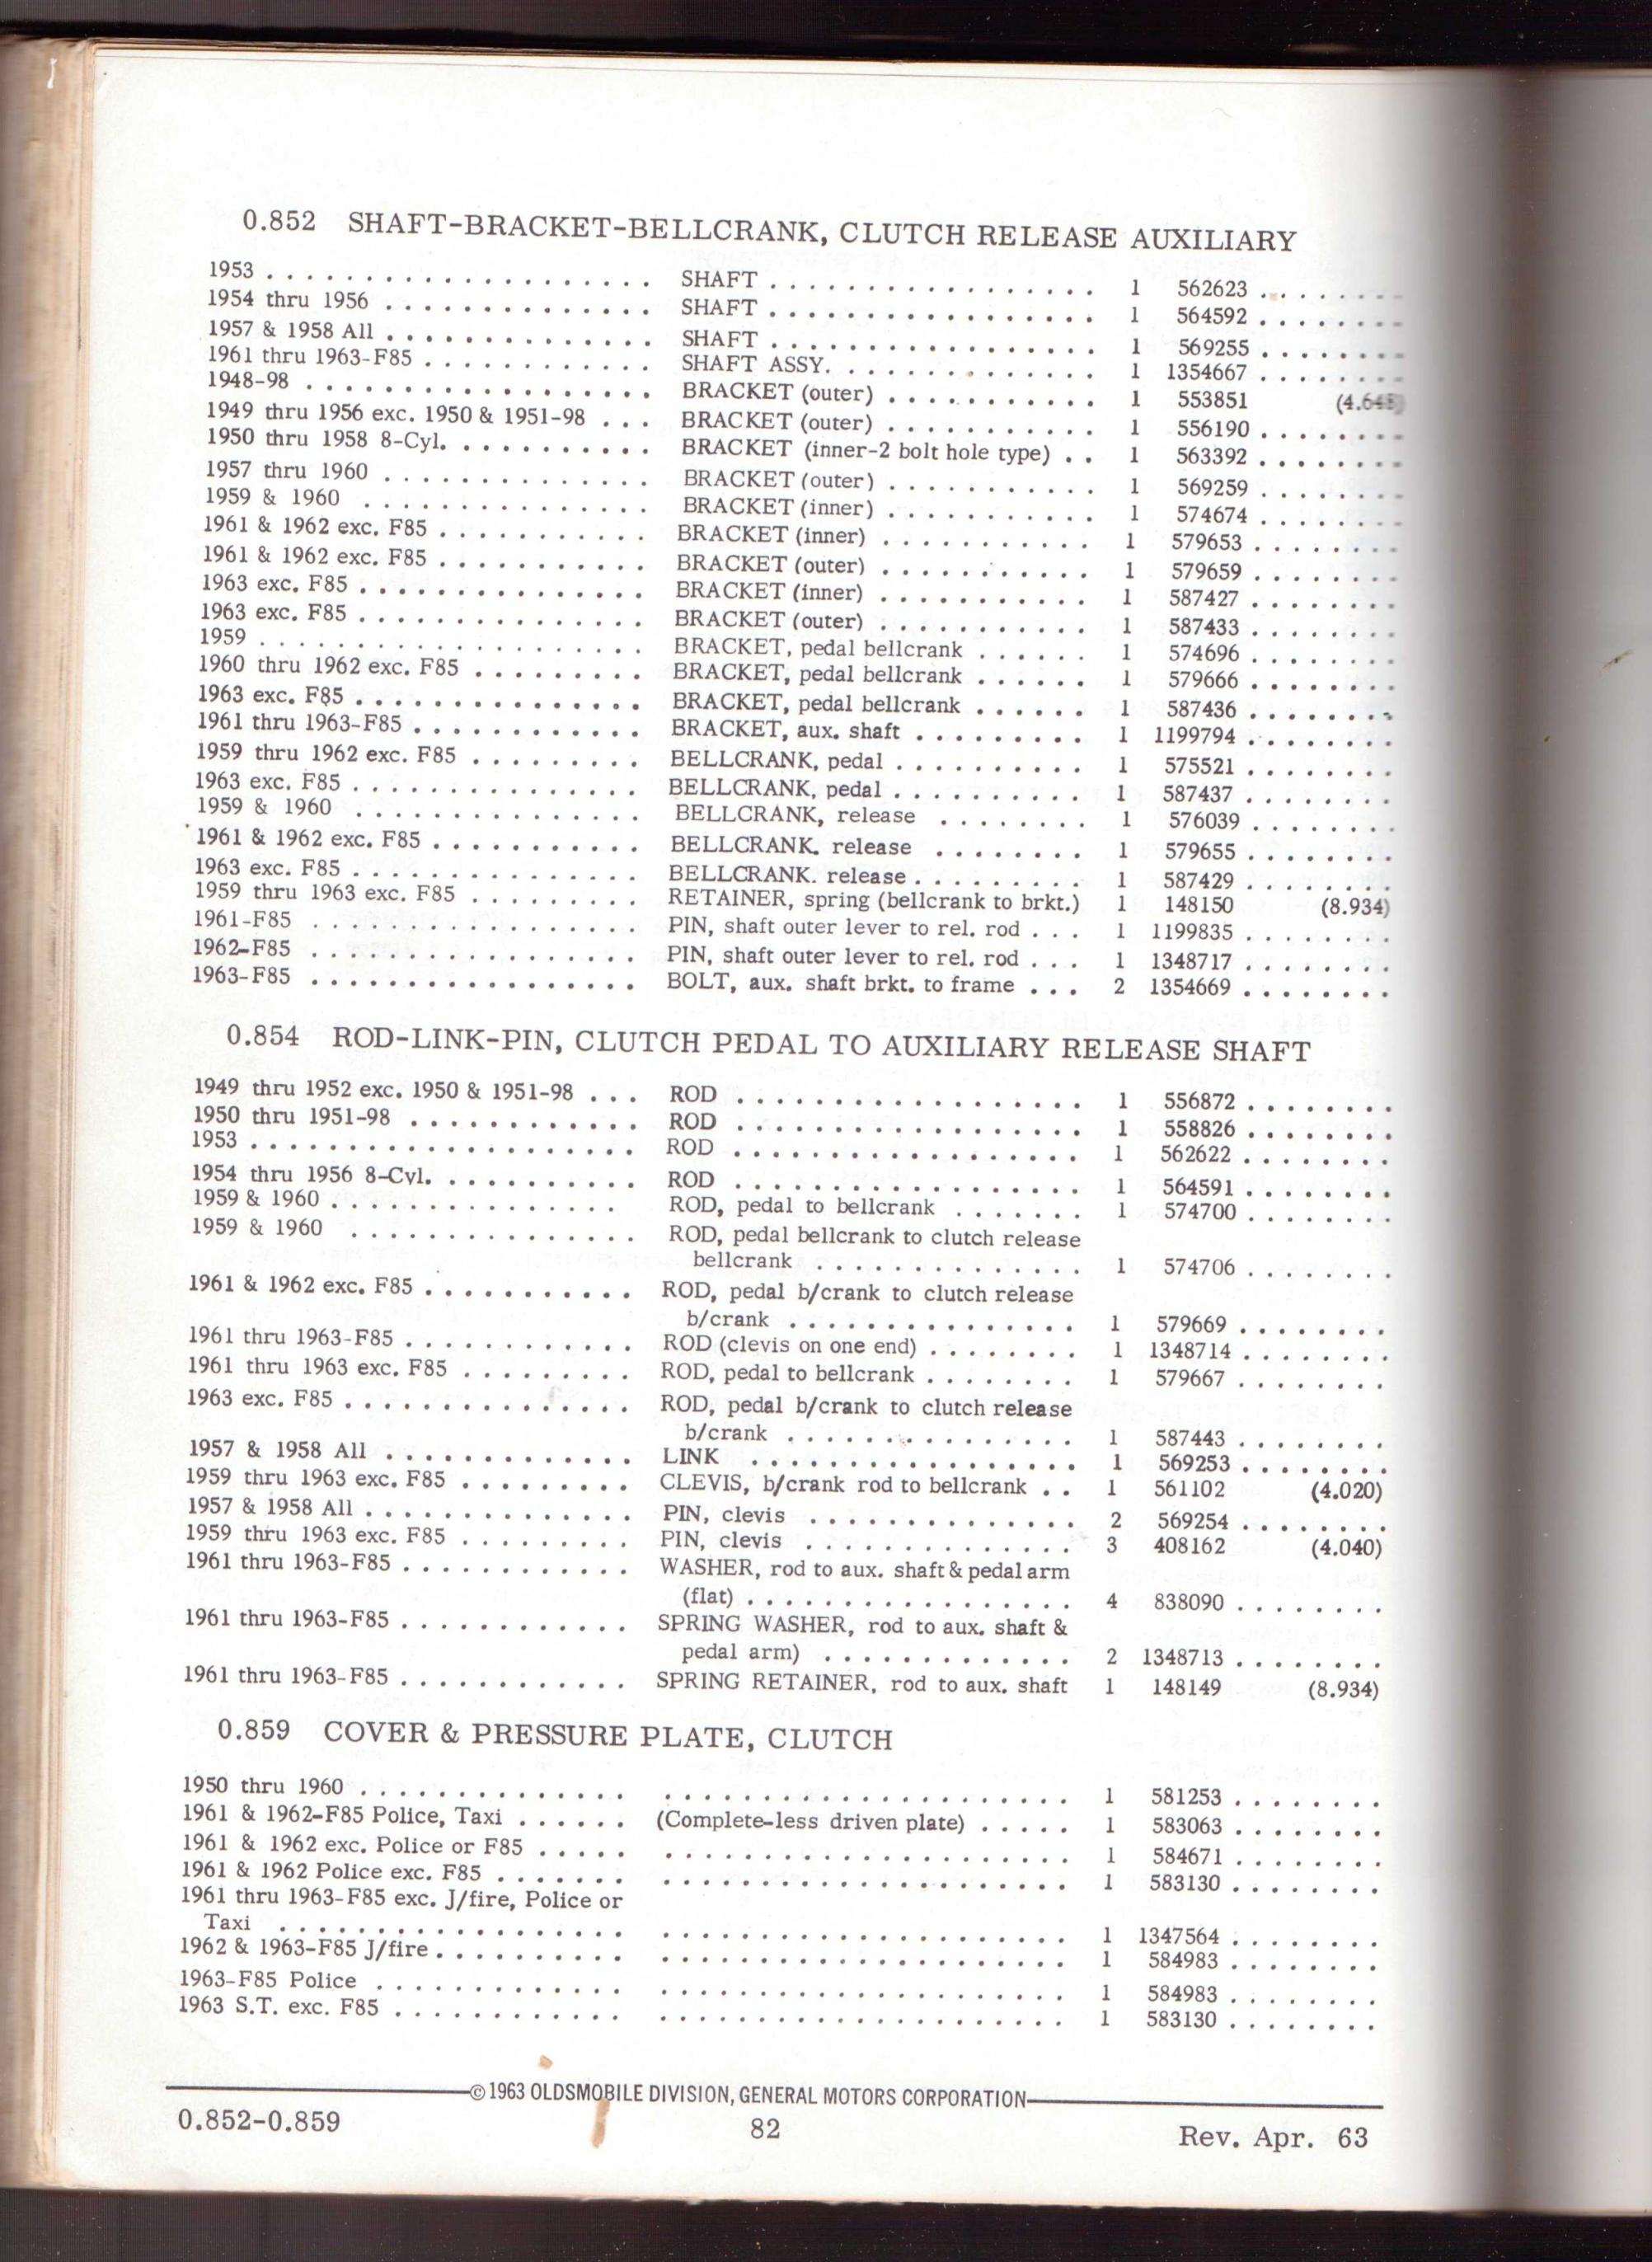 0.852 SHAFT-BRACKET-BELLCRANK, CLUTCH RELEASE AUXILIARY
1953 . . . . . . . . . . . . . . . . . . . . SHAFT . . . . . . . . . . . . . . . . . 1 562623 . . . . . . . .
1954 thru 1956 . . . . . . . . . . . . . . SHAFT . . . . . . . . . . . . . . . . . 1 564592 . . . . . . . .
1957 & 1958 All . . . . . . . . . . . . . . SHAFT . . . . . . . . . . . . . . . . . 1 569255 . . . . . . . .
1961 thru 1963-F85 . . . . . . . . . . . . SHAFT ASSY. . . . . . . . . . . . . . . 1 1354667 . . . . . . . .
1948-98 . . . . . . . . . . . . . . . . . . BRACKET (outer) . . . . . . . . . . . 1 553851
1949 thru 1956 exc. 1950 & 1951-98 . . . BRACKET (outer) . . . . . . . . . . . 1 556190 . . . . . . . .
1950 thru 1958 8-Cyl. . . . . . . . . . . BRACKET (inner-2 bolt hole type) . . 1 563392 . . . . . . . .
1957 thru 1960 . . . . . . . . . . . . . . BRACKET (outer) . . . . . . . . . . . 1 569259 . . . . . . . .
1959 & 1960 . . . . . . . . . . . . . . . BRACKET (inner) . . . . . . . . . . . 1 574674 . . . . . . . .
1961 & 1962 exc. F85 . . . . . . . . . . . BRACKET (inner) . . . . . . . . . . . 1 579653 . . . . . . . .
1961 & 1962 exc. F85 . . . . . . . . . . . BRACKET (outer) . . . . . . . . . . . 1 579659 . . . . . . . .
1963 exc. F85 . . . . . . . . . . . . . . . BRACKET (inner) . . . . . . . . . . . 1 587427 . . . . . . . .
1963 exc. F85 . . . . . . . . . . . . . . . BRACKET (outer) . . . . . . . . . . . 1 587433 . . . . . . . .
1959 . . . . . . . . . . . . . . . . . . . . BRACKET, pedal bellcrank . . . . . . 1 574696 . . . . . . . .
1960 thru 1962 exc. F85 . . . . . . . . . BRACKET, pedal bellcrank . . . . . . 1 579666 . . . . . . . .
1963 exc. F85 . . . . . . . . . . . . . . . BRACKET, pedal bellcrank . . . . . . 1 587436 . . . . . . . .
1961 thru 1963-F85 . . . . . . . . . . . . BRACKET, aux. shaft . . . . . . . . . 1 1199794 . . . . . . . .
1959 thru 1962 exc. F85 . . . . . . . . . BELLCRANK, pedal . . . . . . . . . . 1 575521 . . . . . . . .
1963 exc. F85 . . . . . . . . . . . . . . . BELLCRANK, pedal . . . . . . . . . . 1 587437 . . . . . . . .
1959 & 1960 . . . . . . . . . . . . . . . BELLCRANK, release . . . . . . . . 1 576039 . . . . . . . .
1961 & 1962 exc. F85 . . . . . . . . . . . BELLCRANK. release . . . . . . . . 1 579655 . . . . . . . .
1963 exc. F85 . . . . . . . . . . . . . . . BELLCRANK. release . . . . . . . . . 1 587429 . . . . . . . .
1959 thru 1963 exc. F85 . . . . . . . . . RETAINER, spring (bellcrank to brkt.) 1 148150 (8.934)
1961-F85 . . . . . . . . . . . . . . . . . PIN, shaft outer lever to rel. rod . . . 1 1199835 . . . . . . . .
1962-F85 . . . . . . . . . . . . . . . . . PIN, shaft outer lever to rel. rod . . . 1 1348717 . . . . . . . .
1963-F85 . . . . . . . . . . . . . . . . . BOLT, aux. shaft brkt. to frame . . . 2 1354669 . . . . . . . .
0.854 ROD-LINK-PIN, CLUTCH PEDAL TO AUXILIARY RELEASE SHAFT
1949 thru 1952 exc. 1950 & 1951-98 . . . ROD . . . . . . . . . . . . . . . . . . 1 556872 . . . . . . . .
1950 thru 1951-98 . . . . . . . . . . . . ROD . . . . . . . . . . . . . . . . . . 1 558826 . . . . . . . .
1953 . . . . . . . . . . . . . . . . . . . . ROD . . . . . . . . . . . . . . . . . . 1 562622 . . . . . . . .
1954 thru 1956 8-Cyl. . . . . . . . . . . ROD . . . . . . . . . . . . . . . . . . 1 564591 . . . . . . . .
1959 & 1960 . . . . . . . . . . . . . . . ROD, pedal to bellcrank . . . . . . . 1 574700 . . . . . . . .
1959 & 1960 . . . . . . . . . . . . . . . ROD, pedal bellcrank to clutch release
bellcrank . . . . . . . . . . . . . . 1 574706 . . . . . . . .
1961 & 1962 exc. F85 . . . . . . . . . . . ROD, pedal b/crank to clutch release
b/crank . . . . . . . . . . . . . . . 1 579669 . . . . . . . .
1961 thru 1963-F85 . . . . . . . . . . . . ROD (clevis on one end) . . . . . . . . 1 1348714 . . . . . . . .
1961 thru 1963 exc. F85 . . . . . . . . . ROD, pedal to bellcrank . . . . . . . . 1 579667 . . . . . . . .
1963 exc. F85 . . . . . . . . . . . . . . . ROD, pedal b/crank to clutch release
b/crank . . . . . . . . . . . . . . . 1 587443 . . . . . . . .
1957 & 1958 All . . . . . . . . . . . . . LINK . . . . . . . . . . . . . . . . . 1 569253 . . . . . . . .
1959 thru 1963 exc. F85 . . . . . . . . . CLEVIS, b/crank rod to bellcrank . . 1 561102 (4.020)
1957 & 1958 All . . . . . . . . . . . . . . PIN, clevis . . . . . . . . . . . . . . 2 569254 . . . . . . . .
1959 thru 1963 exc. F85 . . . . . . . . . PIN, clevis . . . . . . . . . . . . . . 3 408162 (4.040)
1961 thru 1963-F85 . . . . . . . . . . . . WASHER, rod to aux. shaft & pedal arm
(flat) . . . . . . . . . . . . . . . . . 4 838090 . . . . . . . .
1961 thru 1963-F85 . . . . . . . . . . . . SPRING WASHER, rod to aux. shaft &
pedal arm) . . . . . . . . . . . . . 2 1348713 . . . . . . . .
1961 thru 1963-F85 . . . . . . . . . . . . SPRING RETAINER, rod to aux. shaft 1 148149 (8.934)
0.859 COVER & PRESSURE PLATE, CLUTCH
1950 thru 1960 . . . . . . . . . . . . . . . . . . . . . . . . . . . . . . . . . . . 1 581253 . . . . . . . .
1961 & 1962-F85 Police, Taxi . . . . . . (Complete-less driven plate) . . . . . 1 583063 . . . . . . . .
1961 & 1962 exc. Police or F85 . . . . . . . . . . . . . . . . . . . . . . . . . . 1 584671 . . . . . . . .
1961 & 1962 Police exc. F85 . . . . . . . . . . . . . . . . . . . . . . . . . . . . 1 583130 . . . . . . . .
1961 thru 1963-F85 exc. J/fire, Police or
Taxi . . . . . . . . . . . . . . . . . . . . . . . . . . . . . . . . . . . . . . . 1 1347564 . . . . . . . .
1962 & 1963-F85 J/fire . . . . . . . . . . . . . . . . . . . . . . . . . . . . . . . 1 584983 . . . . . . . .
1963-F85 Police . . . . . . . . . . . . . . . . . . . . . . . . . . . . . . . . . . 1 584983 . . . . . . . .
1963 S.T. exc. F85 . . . . . . . . . . . . . . . . . . . . . . . . . . . . . . . . . 1 583130 . . . . . . . .
©1963 OLDSMOBILE DIVISION, GENERAL MOTORS CORPORATION
0.852-0.859 82 Rev. Apr. 63